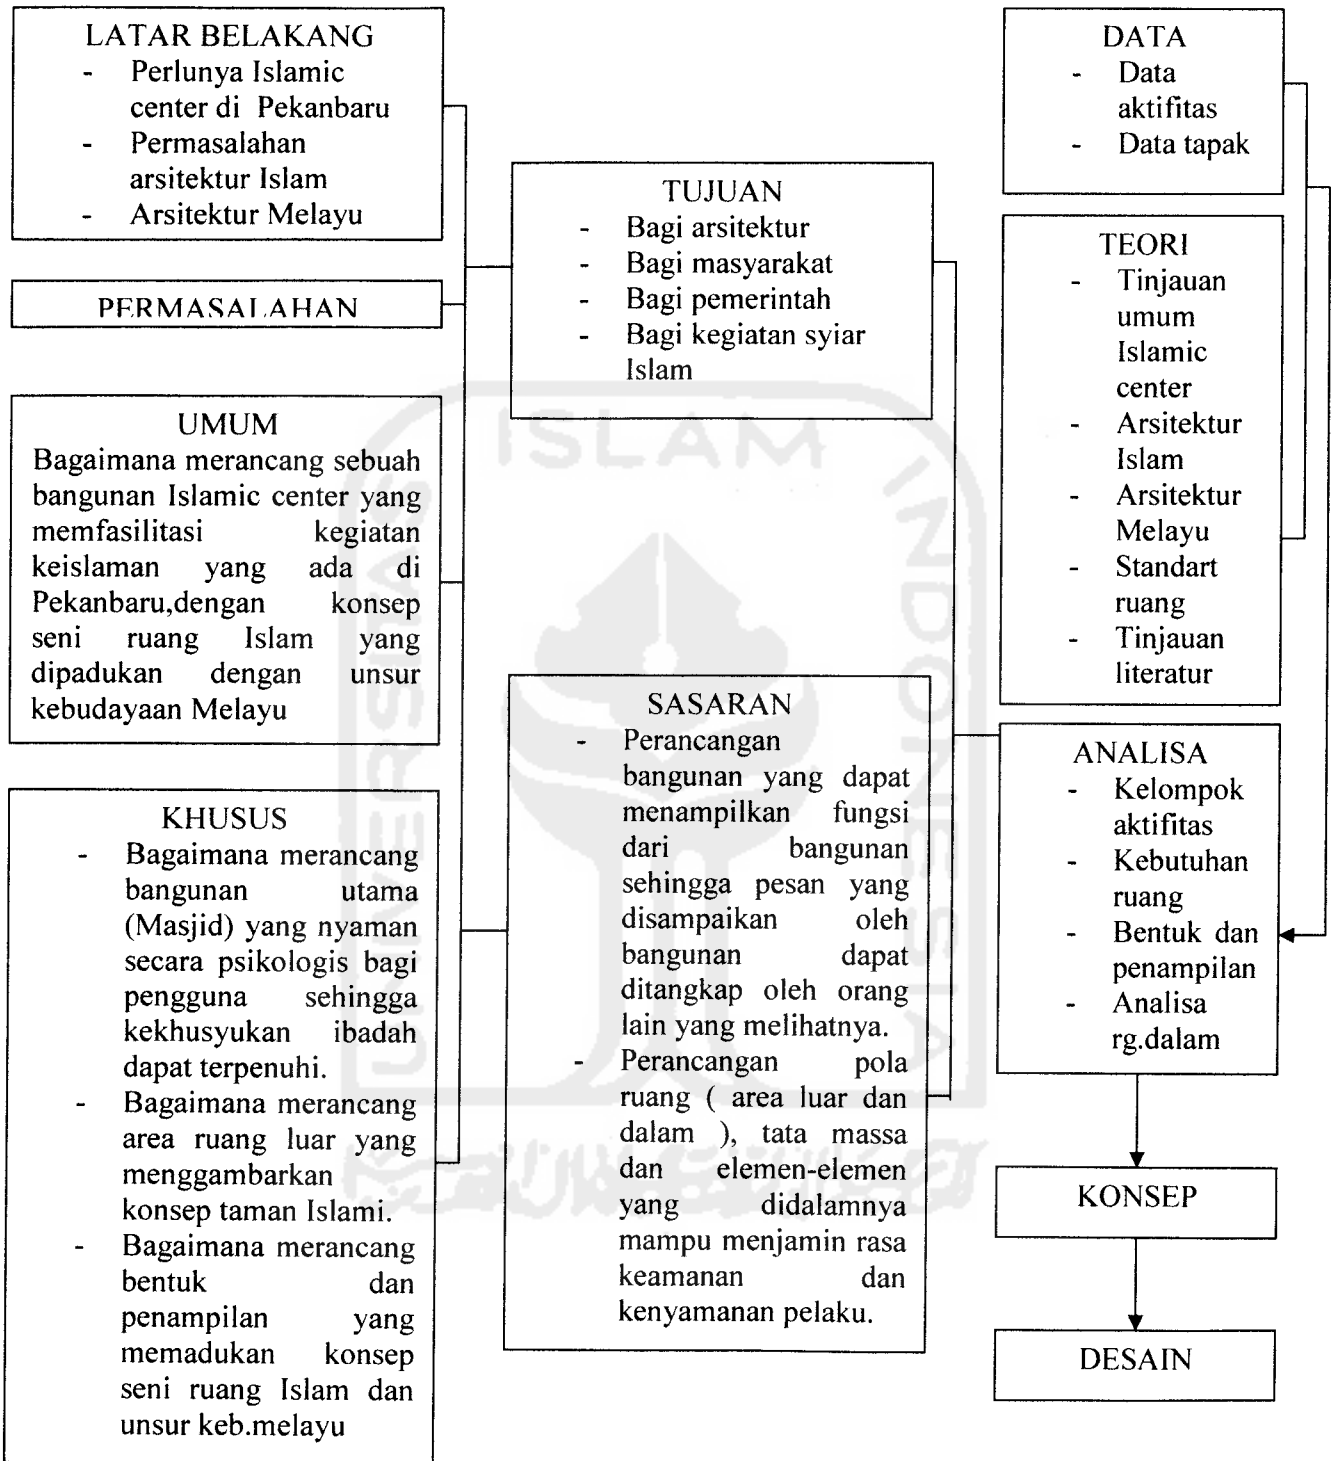 LATAR BELAKANG
- Perlunya Islamic
center di Pekanbaru
- Permasalahan
arsitektur Islam
- Arsitektur Melayu
PERMASALAHAN
UMUM
Bagaimana merancang sebuah
bangunan Islamic center yang
memfasilitasi kegiatan
keislaman yang ada di
Pekanbaru,dengan konsep
seni ruang Islam yang
dipadukan dengan unsur
kebudayaan Melayu
KHUSUS
- Bagaimana merancang
bangunan utama
(Masjid) yang nyaman
secara psikologis bagi
pengguna sehingga
kekhusyukan ibadah
dapat terpenuhi.
- Bagaimana merancang
area ruang luar yang
menggambarkan
konsep taman Islami.
- Bagaimana merancang
bentuk dan
penampilan yang
memadukan konsep
seni ruang Islam dan
unsur keb.melayu
TUJUAN
- Bagi arsitektur
- Bagi masyarakat
- Bagi pemerintah
- Bagi kegiatan syiar
Islam
SASARAN
- Perancangan
bangunan yang dapat
menampilkan fungsi
dari bangunan
sehingga pesan yang
disampaikan oleh
bangunan dapat
ditangkap oleh orang
lain yang melihatnya.
- Perancangan pola
ruang ( area luar dan
dalam ), tata massa
dan elemen-elemen
yang didalamnya
mampu menjamin rasa
keamanan dan
kenyamanan pelaku.
DATA
- Data
aktifitas
- Data tapak
TEORI
- Tinjauan
umum
Islamic
center
- Arsitektur
Islam
- Arsitektur
Melayu
- Standart
ruang
- Tinjauan
literatur
ANALISA
- Kelompok
aktifitas
- Kebutuhan
ruang
- Bentuk dan
penampilan
- Analisa
rg.dalam
KONSEP
DESAIN
UNIVERSITAS
ISLAM
INDONESIA